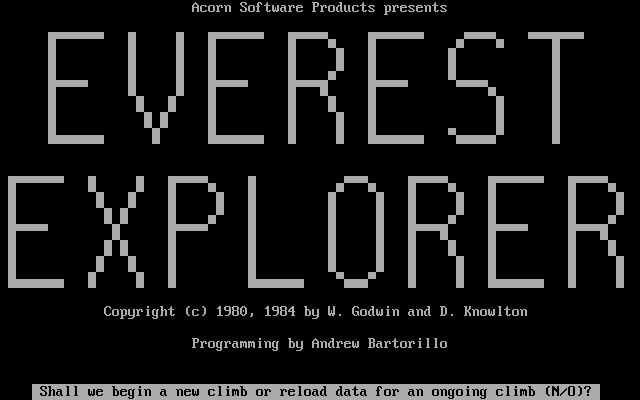 Acorn Software Products presents
EVEREST
EXPLORER
Copyright (c) 1980, 1984 by W. Godwin and D. Knowlton
Programming by Andrew Bartorillo
Shall we begin a new climb or reload data for an ongoing climb (N/O)?